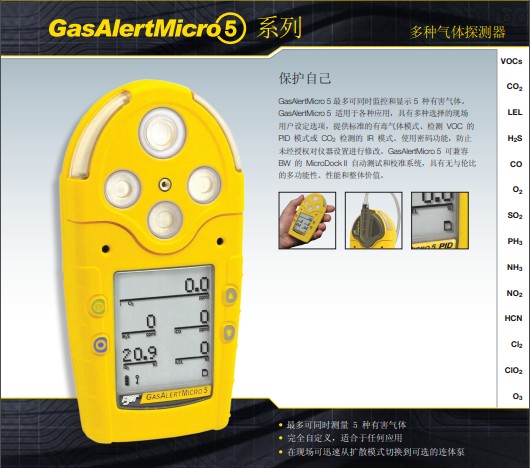 GasAlertMicro 5 系列
多种气体探测器
保护自己
GasAlertMicro 5 最多可同时监控和显示 5 种有害气体。
GasAlertMicro 5 适用于各种应用，具有多种选择的现场
用户设定选项，提供标准的有毒气体模式、检测 VOC 的
PID 模式或 CO₂ 检测的 IR 模式。使用密码功能，防止
未经授权对仪器设置进行修改。GasAlertMicro 5 可兼容
BW 的 MicroDock II 自动测试和校准系统，具有无与伦比
的多功能性、性能和整体价值。
VOCs
CO₂
LEL
H₂S
CO
O₂
SO₂
PH₃
NH₃
NO₂
HCN
Cl₂
ClO₂
O₃
0.0
0
0
20.9
0
GASALERTMICRO 5
0.0
MICRO 5 PID
• 最多可同时测量 5 种有害气体
• 完全自定义，适合于任何应用
• 在现场可迅速从扩散模式切换到可选的连体泵